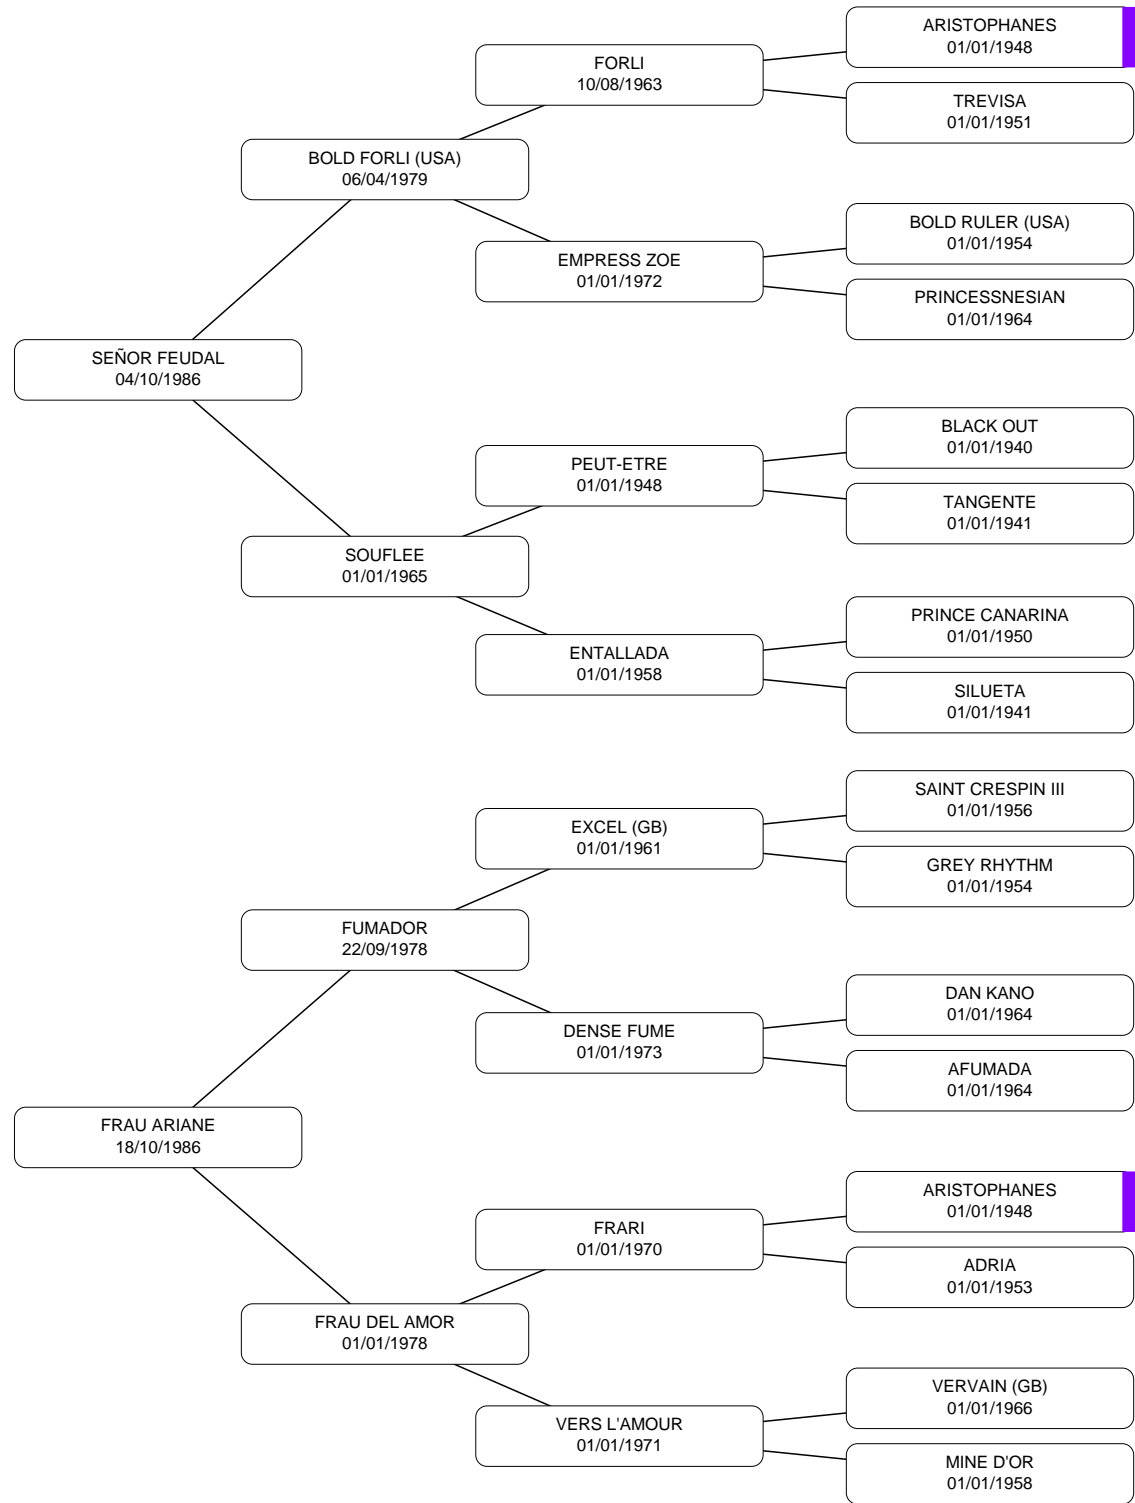 ARISTOPHANES
01/01/1948
FORLI
10/08/1963
TREVISA
01/01/1951
BOLD FORLI (USA)
06/04/1979
BOLD RULER (USA)
01/01/1954
EMPRESS ZOE
01/01/1972
PRINCESSNESIAN
01/01/1964
SEÑOR FEUDAL
04/10/1986
BLACK OUT
01/01/1940
PEUT-ETRE
01/01/1948
TANGENTE
01/01/1941
SOUFLEE
01/01/1965
PRINCE CANARINA
01/01/1950
ENTALLADA
01/01/1958
SILUETA
01/01/1941
SAINT CRESPIN III
01/01/1956
EXCEL (GB)
01/01/1961
GREY RHYTHM
01/01/1954
FUMADOR
22/09/1978
DAN KANO
01/01/1964
DENSE FUME
01/01/1973
AFUMADA
01/01/1964
FRAU ARIANE
18/10/1986
ARISTOPHANES
01/01/1948
FRARI
01/01/1970
ADRIA
01/01/1953
FRAU DEL AMOR
01/01/1978
VERVAIN (GB)
01/01/1966
VERS L'AMOUR
01/01/1971
MINE D'OR
01/01/1958